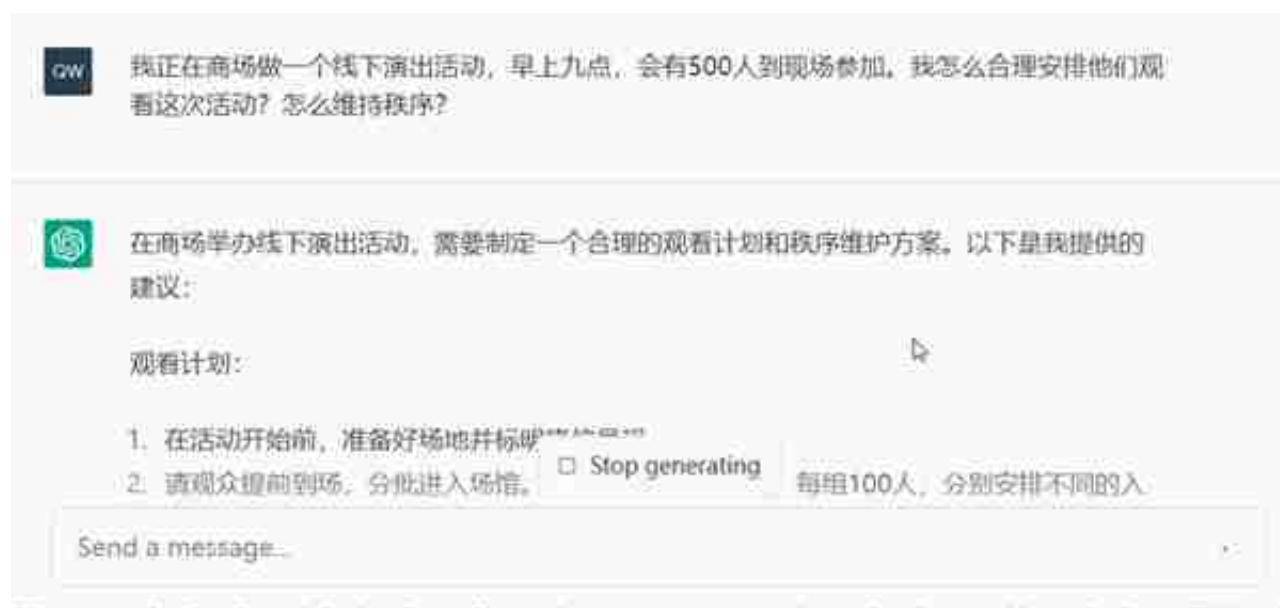 QW
我正在商场做一个线下演出活动，早上九点，会有500人到现场参加。我怎么合理安排他们观
看这次活动？怎么维持秩序？
在商场举办线下演出活动，需要制定一个合理的观看计划和秩序维护方案。以下是我提供的
建议：
观看计划：
1. 在活动开始前，准备好场地并标明
2. 请观众提前到场，分批进入场馆。 每组100人，分别安排不同的入
Stop generating
Send a message...